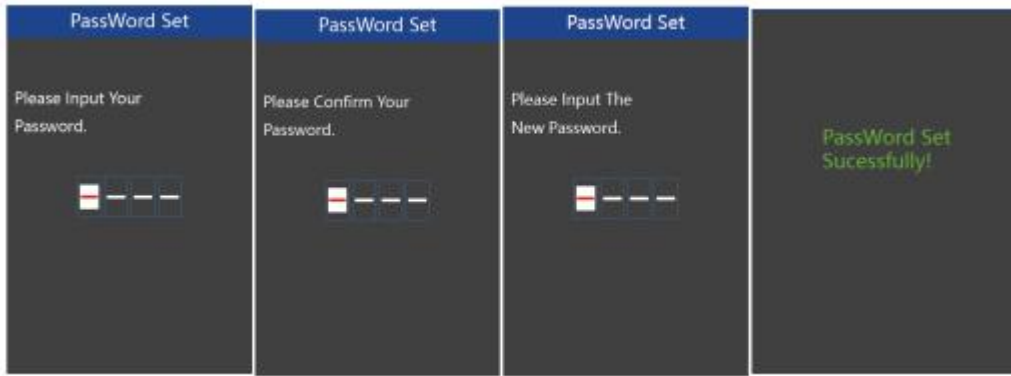 PassWord Set
Please Input Your
Password.
PassWord Set
Please Confirm Your
Password.
PassWord Set
Please Input The
New Password.
PassWord Set
Sucessfully!